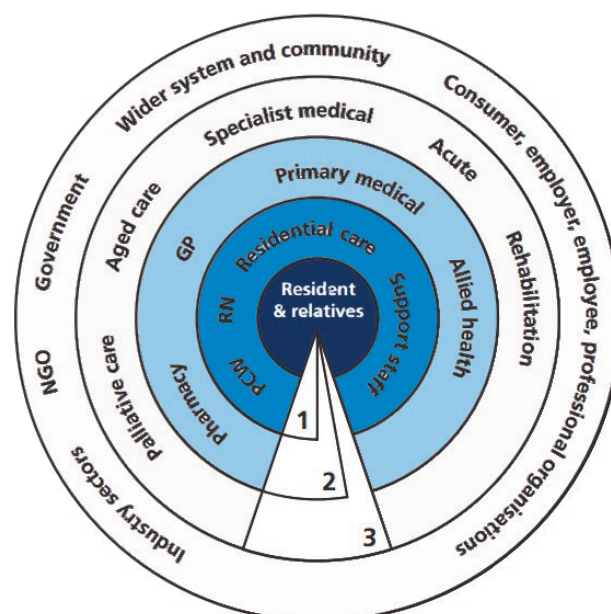 Wider system and community
Consumer, employer, employee, professional organisations
Government
NGO
Industry sectors
Specialist medical
Acute
Rehabilitation
Aged care
Palliative care
Primary medical
GP
Allied health
Pharmacy
Residential care
RN
Support staff
PCW
Resident
& relatives
1
2
3